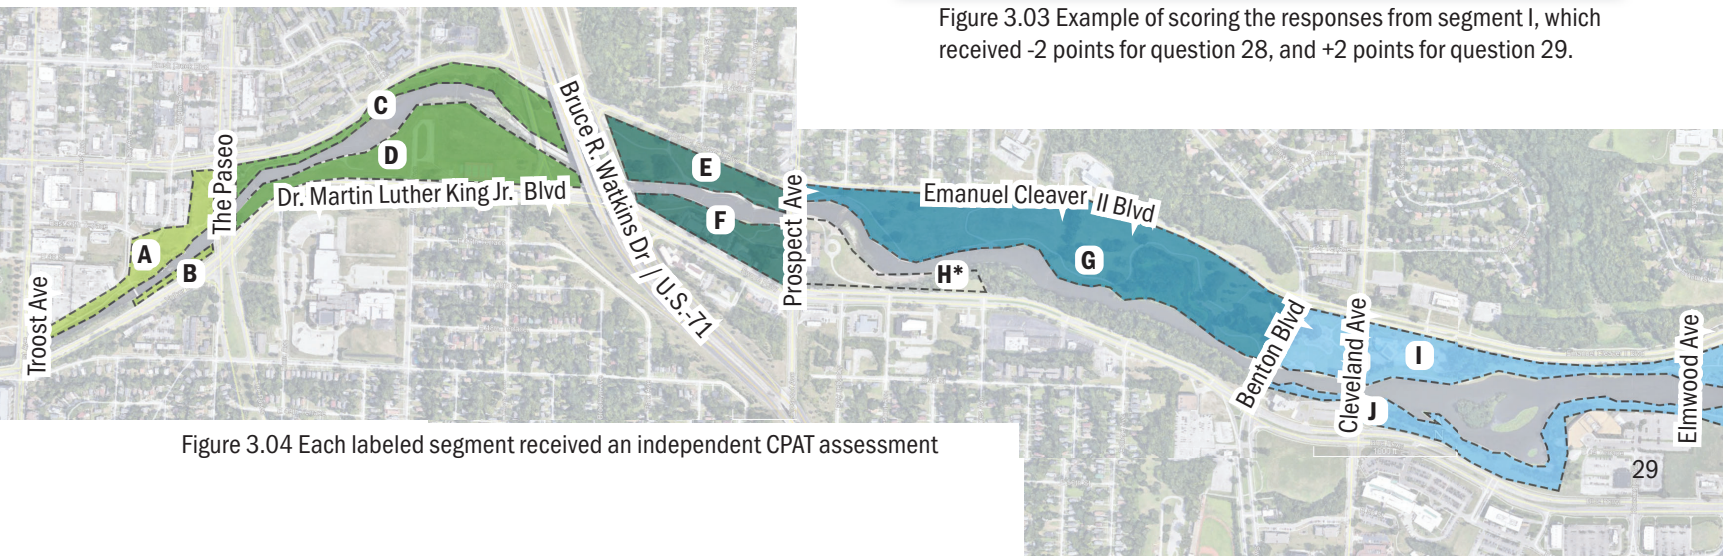 Figure 3.03 Example of scoring the responses from segment I, which
received -2 points for question 28, and +2 points for question 29.
C
D
The Paseo
Dr. Martin Luther King Jr. Blvd
Bruce R. Watkins Dr / U.S.-71
E
F
A
B
Troost Ave
Prospect Ave
Emanuel Cleaver II Blvd
G
H*
Benton Blvd
Cleveland Ave
I
J
Elmwood Ave
1000 ft
Figure 3.04 Each labeled segment received an independent CPAT assessment
29